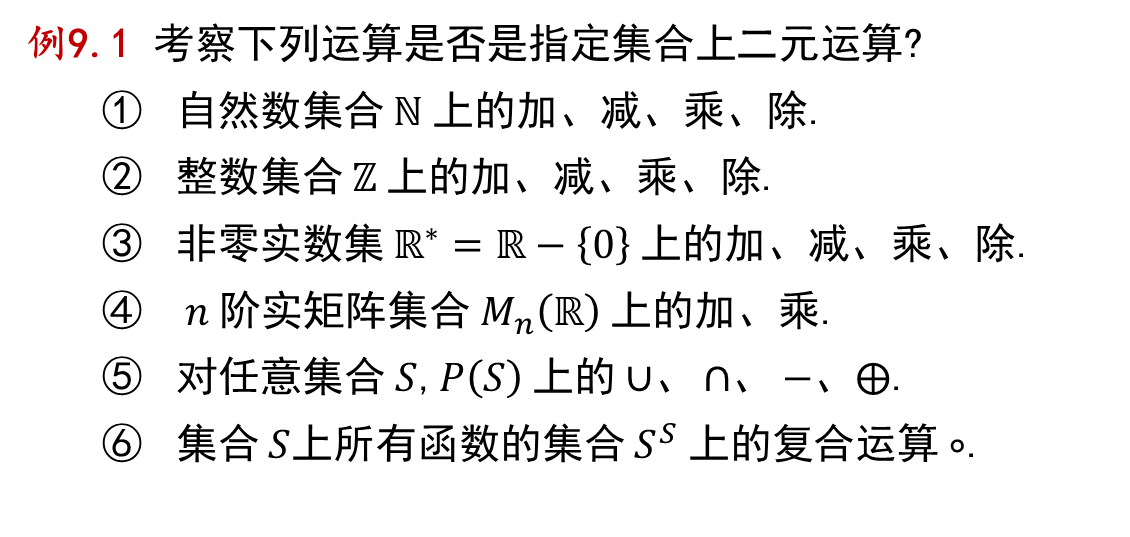 例9.1 考察下列运算是否是指定集合上二元运算?
① 自然数集合 ℕ 上的加、减、乘、除.
② 整数集合 ℤ 上的加、减、乘、除.
③ 非零实数集 ℝ* = ℝ − {0} 上的加、减、乘、除.
④ n 阶实矩阵集合 Mₙ(ℝ) 上的加、乘.
⑤ 对任意集合 S, P(S) 上的 ∪、 ∩、 −、⊕.
⑥ 集合 S上所有函数的集合 Sˢ 上的复合运算 ∘.